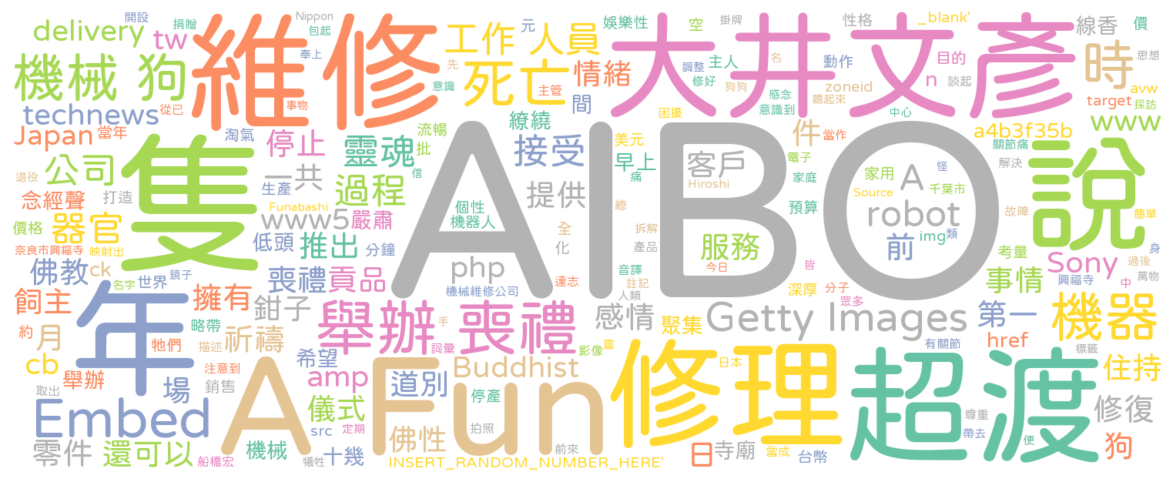 AIBO
維修
大井文彥
隻
說
年
A Fun
修理
超渡
舉辦 喪禮
機械 狗
死亡
工作 人員
情緒
時
delivery
tw
technews
Japan
當年
公司
念經聲
打造
退役
價格
器官
奈良市興福寺
映射出
佛教
ck
世界
鏡子
名字
飼主
約
月
牠們
cb
描述
注意到
舉辦
取出
場
銷售
Embed
零件
還可以
船橋宏
淘氣
停止
一共
生產
www5
Funabashi
低頭
推出
分鐘
嚴肅
過程
靈魂
流暢
批
信
繚繞
間
接受
提供
個性
機器人
全
化
喪禮
貢品
擁有
鉗子
略帶
祈禱
希望
amp
src
定期
儀式
機械
十幾
犧牲
道別
佛性
Buddhist
停產
拍照
手
詞彙
影像
靈
前來
INSERT_RANDOM_NUMBER_HERE'
php
機械維修公司
達志
感情
總
拆解
產品
音譯
註記
人類
聚集
服務
今日
Getty Images
客戶
Hiroshi
早上
痛
美元
困擾
件
娛樂性
空
調整
修好
主人
狗狗
掛牌
名
感念
意識到
性格
動作
聽起來
_blank'
目的
n
談起
zoneid
中心
當作
電子
家庭
預算
家用
Source
A
千葉市
怪
關節痛
解決
a4b3f35b
robot
img
類
故障
簡單
前
考量
事情
Sony
過後
身
萬物
興福寺
中
第一
機器
皆
深厚
分子
眾多
有關節
href
標籤
住持
日本
日
寺廟
當成
台幣
尊重
帶去
便
修復
狗
線香
價
思想
avw
target
採訪
www
開設
捐贈
Nippon
包起
奉上
元
先
意識
主管
事物
從已